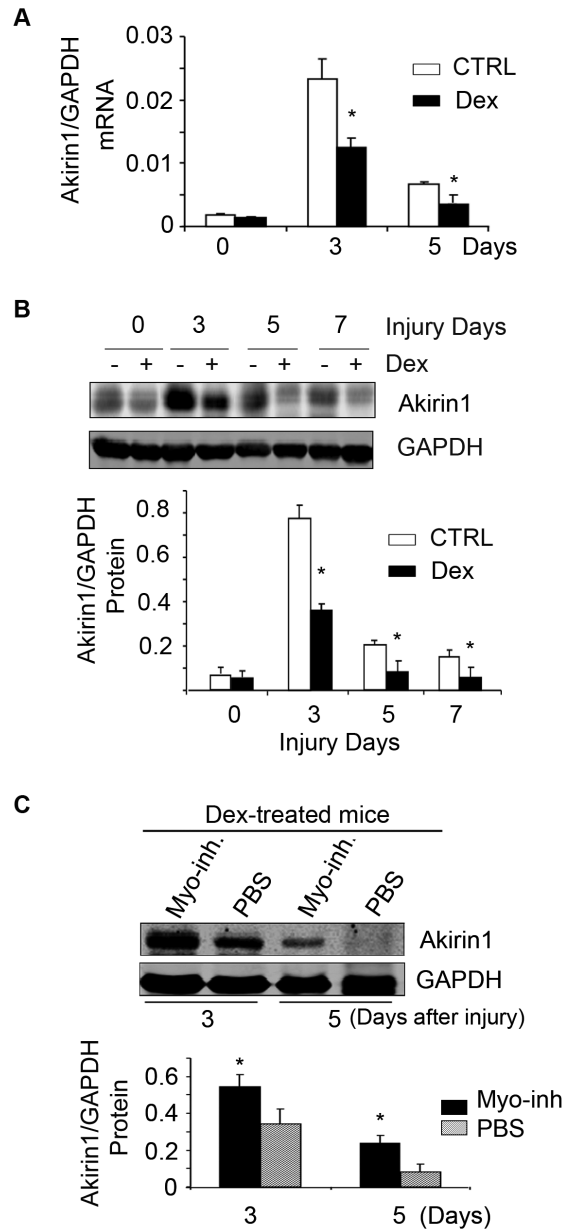 A
Akirin1/GAPDH
mRNA
0.03
0.02
0.01
0
CTRL
Dex
*
*
0 3 5 Days
B
0 3 5 7 Injury Days
- + - + - + - + Dex
Akirin1
GAPDH
Akirin1/GAPDH
Protein
0.8
0.6
0.4
0.2
CTRL
Dex
*
*
*
0 3 5 7
Injury Days
C
Dex-treated mice
Myo-inh. PBS Myo-inh. PBS
Akirin1
GAPDH
3 5 (Days after injury)
Akirin1/GAPDH
Protein
0.6
0.4
0.2
0
*
*
Myo-inh
PBS
3 5 (Days)